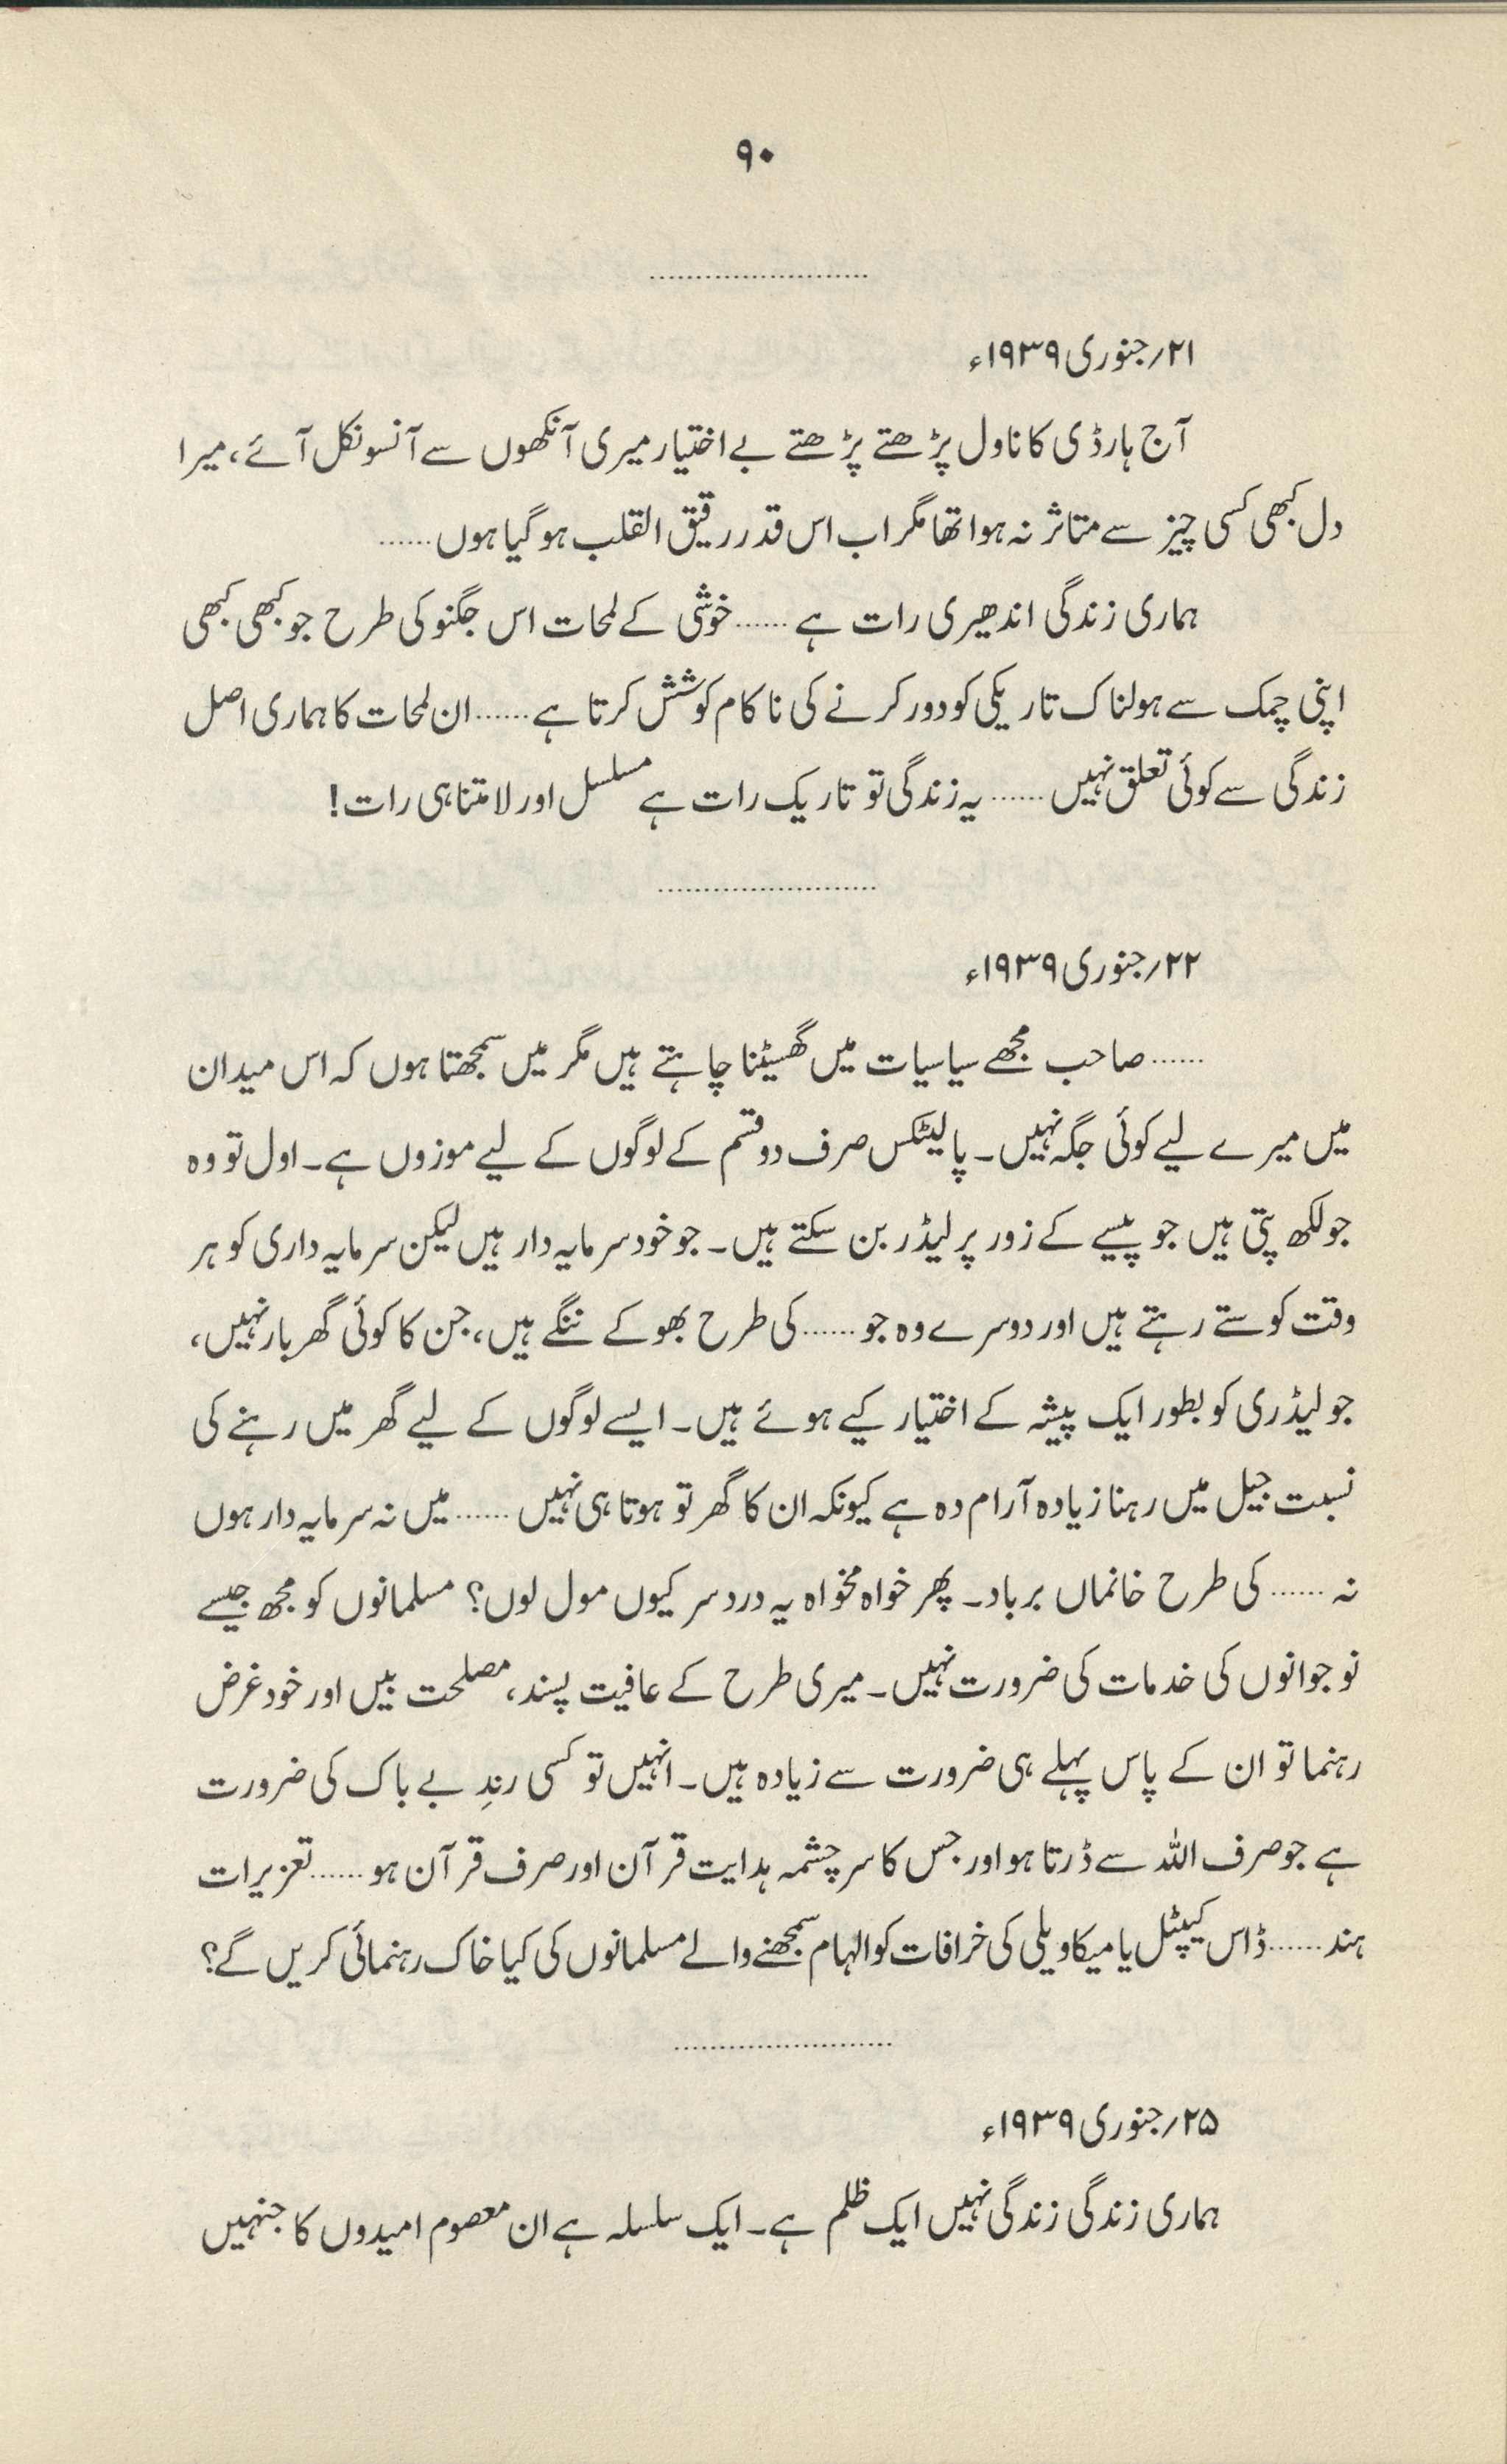 ۹۰
........................
۲۱؍جنوری ۱۹۳۹ء
آج ہارڈی کا ناول پڑھتے پڑھتے بے اختیار میری آنکھوں سے آنسو نکل آئے، میرا
دل کبھی کسی چیز سے متاثر نہ ہوا تھا مگر اب اس قدر رقیق القلب ہو گیا ہوں ......
ہماری زندگی اندھیری رات ہے ...... خوشی کے لمحات اس جگنو کی طرح جو کبھی کبھی
اپنی چمک سے ہولناک تاریکی کو دور کرنے کی ناکام کوشش کرتا ہے ...... ان لمحات کا ہماری اصل
زندگی سے کوئی تعلق نہیں ...... یہ زندگی تو تاریک رات ہے مسلسل اور لامتناہی رات!
........................
۲۲؍جنوری ۱۹۳۹ء
...... صاحب مجھے سیاسیات میں گھسیٹنا چاہتے ہیں مگر میں سمجھتا ہوں کہ اس میدان
میں میرے لیے کوئی جگہ نہیں۔ پالیٹکس صرف دو قسم کے لوگوں کے لیے موزوں ہے۔ اول تو وہ
جو لکھ پتی ہیں جو پیسے کے زور پر لیڈر بن سکتے ہیں۔ جو خود سرمایہ دار ہیں لیکن سرمایہ داری کو ہر
وقت کوستے رہتے ہیں اور دوسرے وہ جو ...... کی طرح بھوکے ننگے ہیں، جن کا کوئی گھر بار نہیں،
جو لیڈری کو بطور ایک پیشہ کے اختیار کیے ہوئے ہیں۔ ایسے لوگوں کے لیے گھر میں رہنے کی
نسبت جیل میں رہنا زیادہ آرام دہ ہے کیونکہ ان کا گھر تو ہوتا ہی نہیں ...... میں نہ سرمایہ دار ہوں
نہ ...... کی طرح خانماں برباد۔ پھر خواہ مخواہ یہ درد سر کیوں مول لوں؟ مسلمانوں کو مجھ جیسے
نوجوانوں کی خدمات کی ضرورت نہیں۔ میری طرح کے عافیت پسند، مصلحت بیں اور خود غرض
رہنما تو ان کے پاس پہلے ہی ضرورت سے زیادہ ہیں۔ انہیں تو کسی رندِ بے باک کی ضرورت
ہے جو صرف اللہ سے ڈرتا ہو اور جس کا سرچشمہ ہدایت قرآن اور صرف قرآن ہو ...... تعزیرات
ہند ...... ڈاس کیپٹل یا میکاویلی کی خرافات کو الہام سمجھنے والے مسلمانوں کی کیا خاک رہنمائی کریں گے؟
........................
۲۵؍جنوری ۱۹۳۹ء
ہماری زندگی زندگی نہیں ایک ظلم ہے۔ ایک سلسلہ ہے ان معصوم امیدوں کا جنہیں